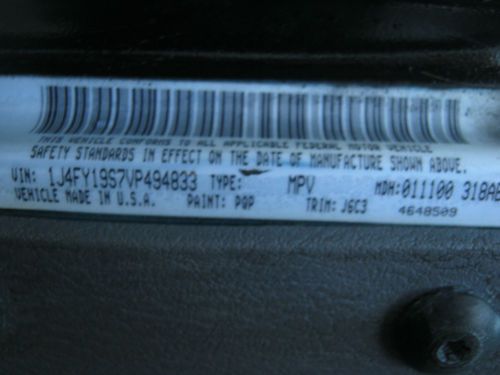 THIS VEHICLE CONFORMS TO ALL APPLICABLE FEDERAL MOTOR VEHICLE
SAFETY STANDARDS IN EFFECT ON THE DATE OF MANUFACTURE SHOWN ABOVE.
VIN: 1J4FY19S7VP494833 TYPE: MPV MDH:011100 318AB
VEHICLE MADE IN U.S.A. PAINT: PQP TRIM: J6C3 4648509